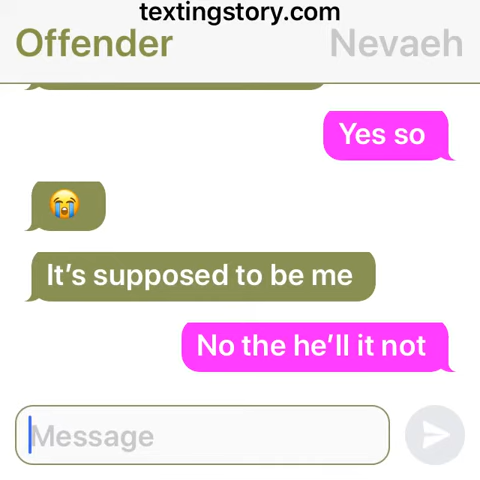 textingstory.com
Offender Nevaeh
Yes so
😭
It’s supposed to be me
No the he’ll it not
Message